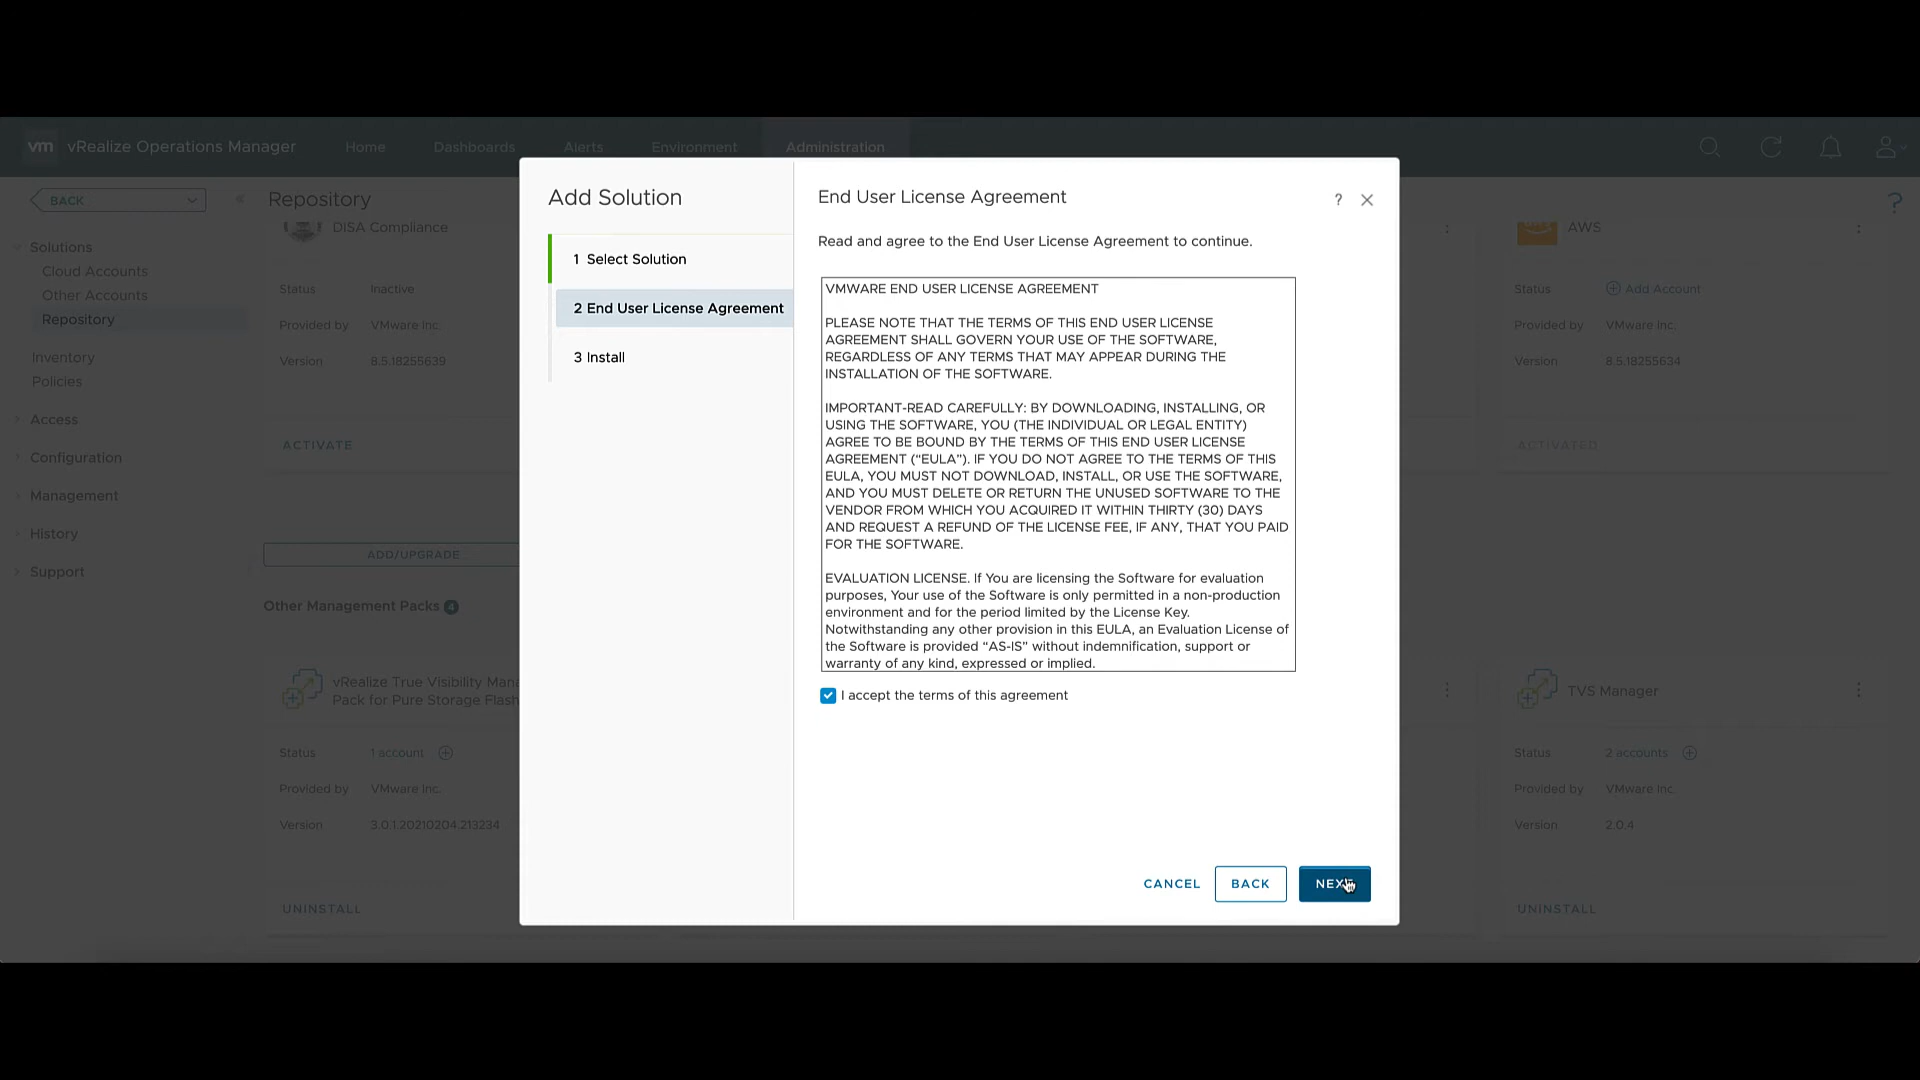 vm vRealize Operations Manager Home Dashboards Alerts Environment Administration
BACK
Repository
Solutions
Cloud Accounts
Other Accounts
Repository
Inventory
Policies
Access
Configuration
Management
History
Support
DISA Compliance
Status Inactive
Provided by VMware Inc.
Version 8.5.18255639
ACTIVATE
ADD/UPGRADE
Other Management Packs 4
vRealize True Visibility Mana
Pack for Pure Storage Flash
Status 1 account
Provided by VMware Inc.
Version 3.0.1.20210204.213234
UNINSTALL
Add Solution
1 Select Solution
2 End User License Agreement
3 Install
End User License Agreement ?
Read and agree to the End User License Agreement to continue.
VMWARE END USER LICENSE AGREEMENT
PLEASE NOTE THAT THE TERMS OF THIS END USER LICENSE
AGREEMENT SHALL GOVERN YOUR USE OF THE SOFTWARE,
REGARDLESS OF ANY TERMS THAT MAY APPEAR DURING THE
INSTALLATION OF THE SOFTWARE.
IMPORTANT-READ CAREFULLY: BY DOWNLOADING, INSTALLING, OR
USING THE SOFTWARE, YOU (THE INDIVIDUAL OR LEGAL ENTITY)
AGREE TO BE BOUND BY THE TERMS OF THIS END USER LICENSE
AGREEMENT (“EULA”). IF YOU DO NOT AGREE TO THE TERMS OF THIS
EULA, YOU MUST NOT DOWNLOAD, INSTALL, OR USE THE SOFTWARE,
AND YOU MUST DELETE OR RETURN THE UNUSED SOFTWARE TO THE
VENDOR FROM WHICH YOU ACQUIRED IT WITHIN THIRTY (30) DAYS
AND REQUEST A REFUND OF THE LICENSE FEE, IF ANY, THAT YOU PAID
FOR THE SOFTWARE.
EVALUATION LICENSE. If You are licensing the Software for evaluation
purposes, Your use of the Software is only permitted in a non-production
environment and for the period limited by the License Key.
Notwithstanding any other provision in this EULA, an Evaluation License of
the Software is provided “AS-IS” without indemnification, support or
warranty of any kind, expressed or implied.
I accept the terms of this agreement
CANCEL BACK NEXT
?
AWS
Status Add Account
Provided by VMware Inc.
Version 8.5.18255634
ACTIVATED
TVS Manager
Status 2 accounts
Provided by VMware Inc.
Version 2.0.4
UNINSTALL